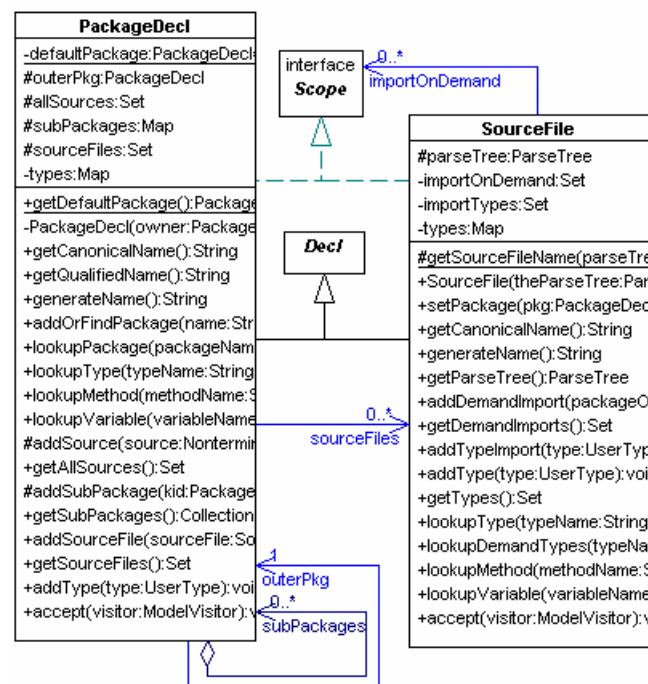 PackageDecl
-defaultPackage:PackageDecl
#outerPkg:PackageDecl
#allSources:Set
#subPackages:Map
#sourceFiles:Set
-types:Map
+getDefaultPackage():Package
-PackageDecl(owner:Package
+getCanonicalName():String
+getQualifiedName():String
+generateName():String
+addOrFindPackage(name:Str
+lookupPackage(packageNam
+lookupType(typeName:String
+lookupMethod(methodName:S
+lookupVariable(variableName
#addSource(source:Nontermin
+getAllSources():Set
#addSubPackage(kid:Package
+getSubPackages():Collection
+addSourceFile(sourceFile:So
+getSourceFiles():Set
+addType(type:UserType):voi
+accept(visitor:ModelVisitor):v
interface
Scope
0..*
importOnDemand
Decl
0..*
sourceFiles
1
outerPkg
0..*
subPackages
SourceFile
#parseTree:ParseTree
-importOnDemand:Set
-importTypes:Set
-types:Map
#getSourceFileName(parseTre
+SourceFile(theParseTree:Par
+setPackage(pkg:PackageDec
+getCanonicalName():String
+generateName():String
+getParseTree():ParseTree
+addDemandImport(packageO
+getDemandImports():Set
+addTypeImport(type:UserTyp
+addType(type:UserType):voi
+getTypes():Set
+lookupType(typeName:String
+lookupDemandTypes(typeNa
+lookupMethod(methodName:S
+lookupVariable(variableName
+accept(visitor:ModelVisitor):v